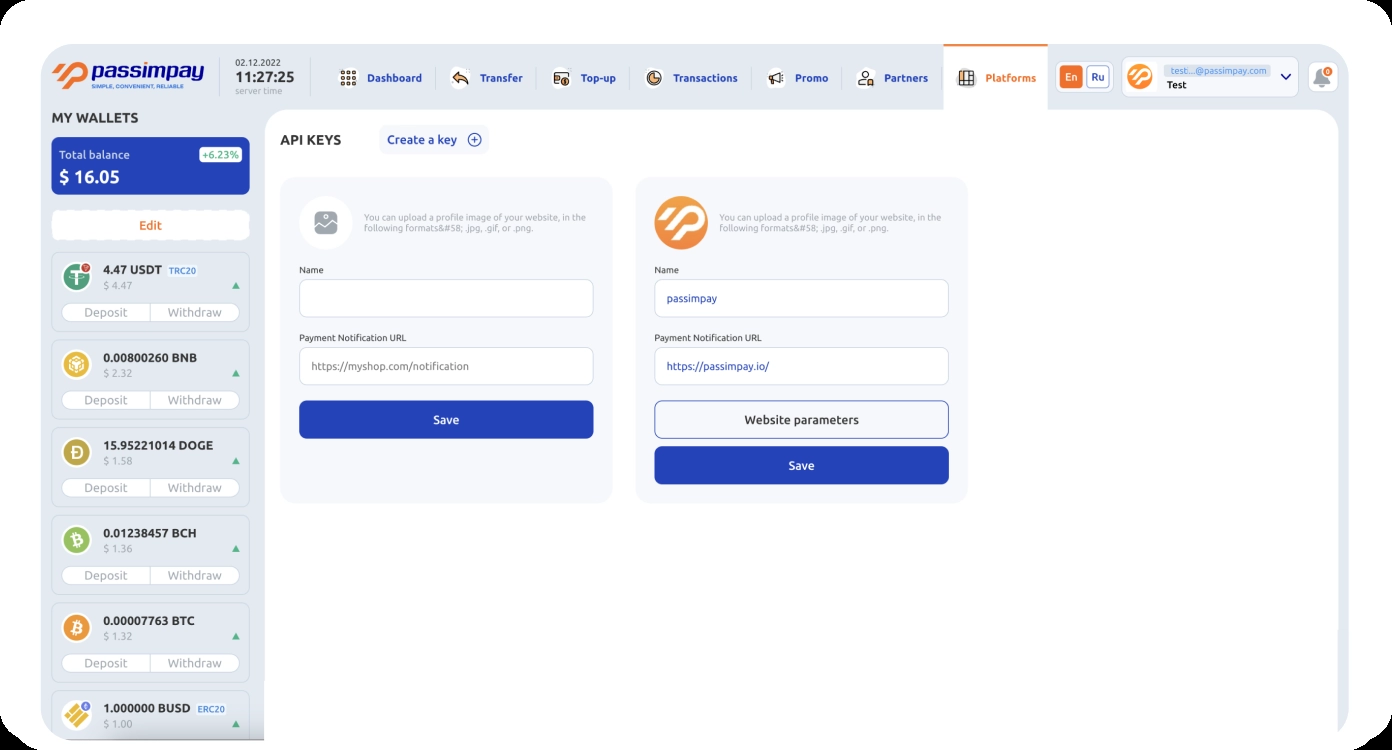 passimpay
SIMPLE, CONVENIENT, RELIABLE
02.12.2022
11:27:25
server time
Dashboard
Transfer
Top-up
Transactions
Promo
Partners
Platforms
En
Ru
testi...@passimpay.com
Test
0
MY WALLETS
Total balance
+6.23%
$ 16.05
Edit
4.47 USDT TRC20
$ 4.47
Deposit
Withdraw
0.00800260 BNB
$ 2.32
Deposit
Withdraw
15.95221014 DOGE
$ 1.58
Deposit
Withdraw
0.01238457 BCH
$ 1.36
Deposit
Withdraw
0.00007763 BTC
$ 1.32
Deposit
Withdraw
1.000000 BUSD ERC20
$ 1.00
API KEYS
Create a key
You can upload a profile image of your website, in the
following formats&#58; .jpg, .gif, or .png.
Name
Payment Notification URL
https://myshop.com/notification
Save
You can upload a profile image of your website, in the
following formats&#58; .jpg, .gif, or .png.
Name
passimpay
Payment Notification URL
https://passimpay.io/
Website parameters
Save